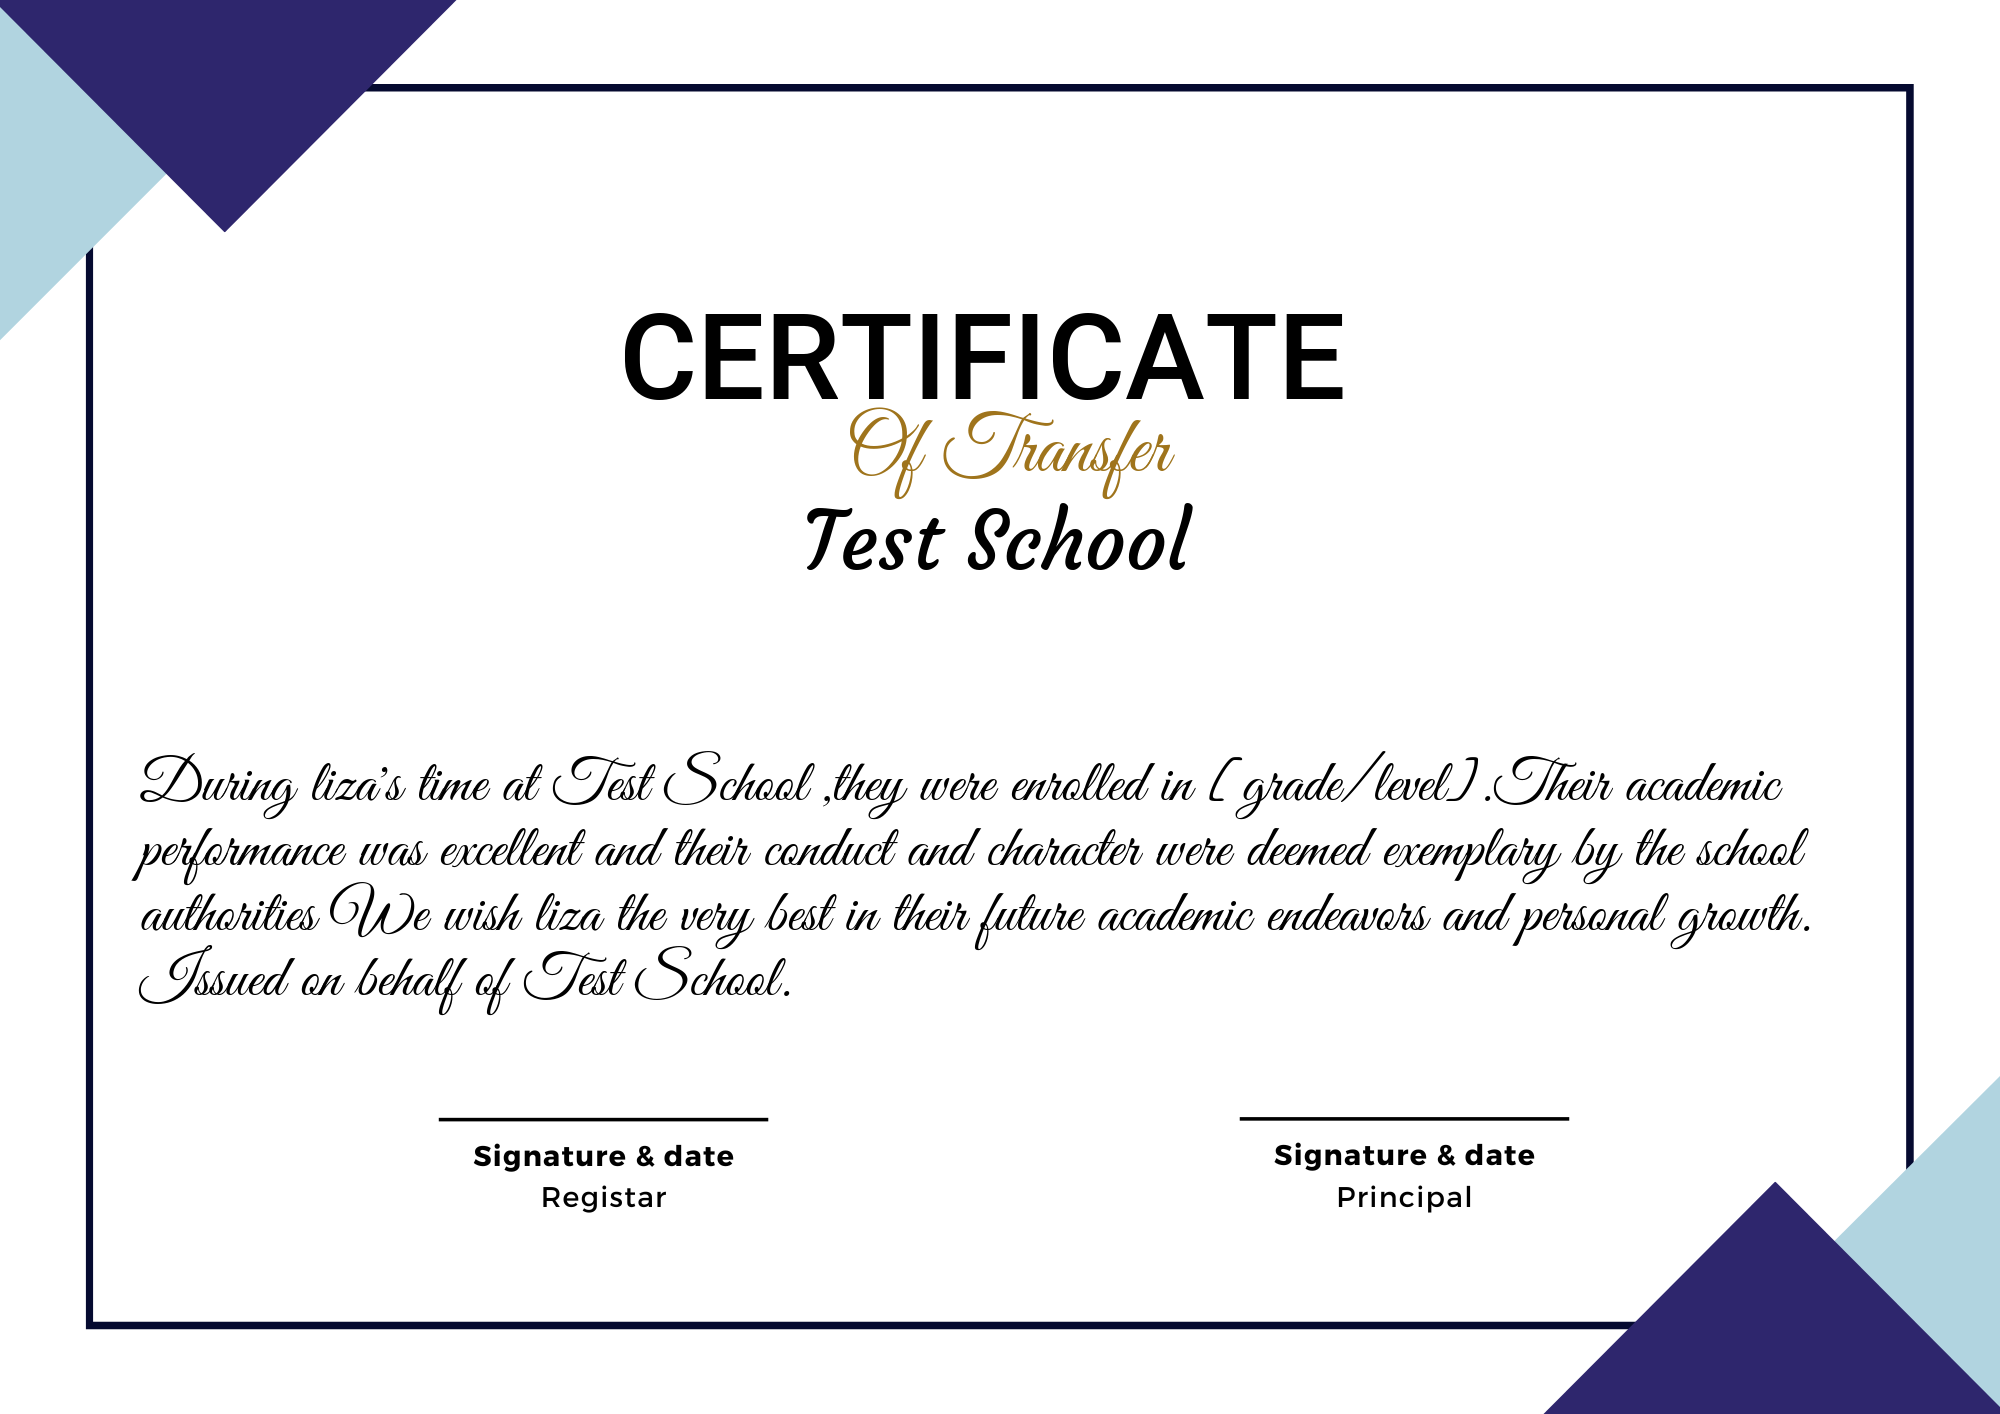 CERTIFICATE
Of Transfer
Test School
During liza's time at Test School ,they were enrolled in [grade/level].Their academic
performance was excellent and their conduct and character were deemed exemplary by the school
authorities We wish liza the very best in their future academic endeavors and personal growth.
Issued on behalf of Test School.
Signature & date
Registar
Signature & date
Principal